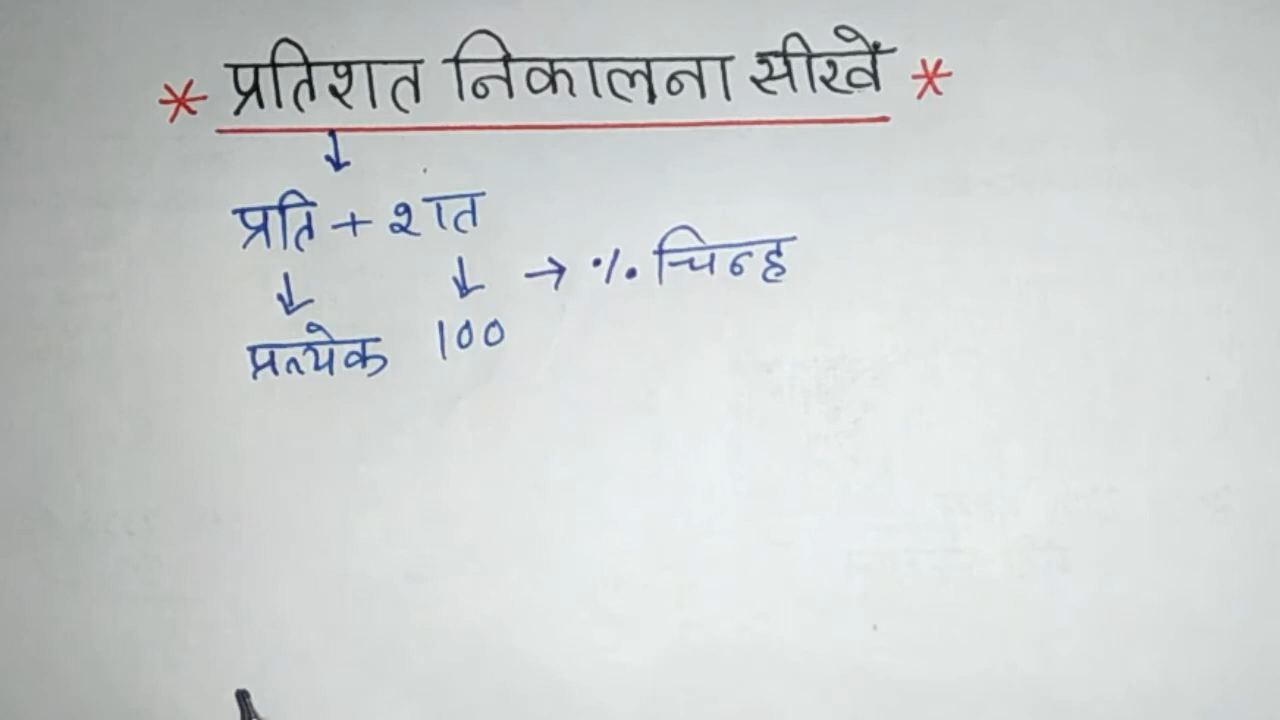 * प्रतिशत निकालना सीखें *
↓
प्रति + शत
↓ ↓ → % चिन्ह
प्रत्येक 100